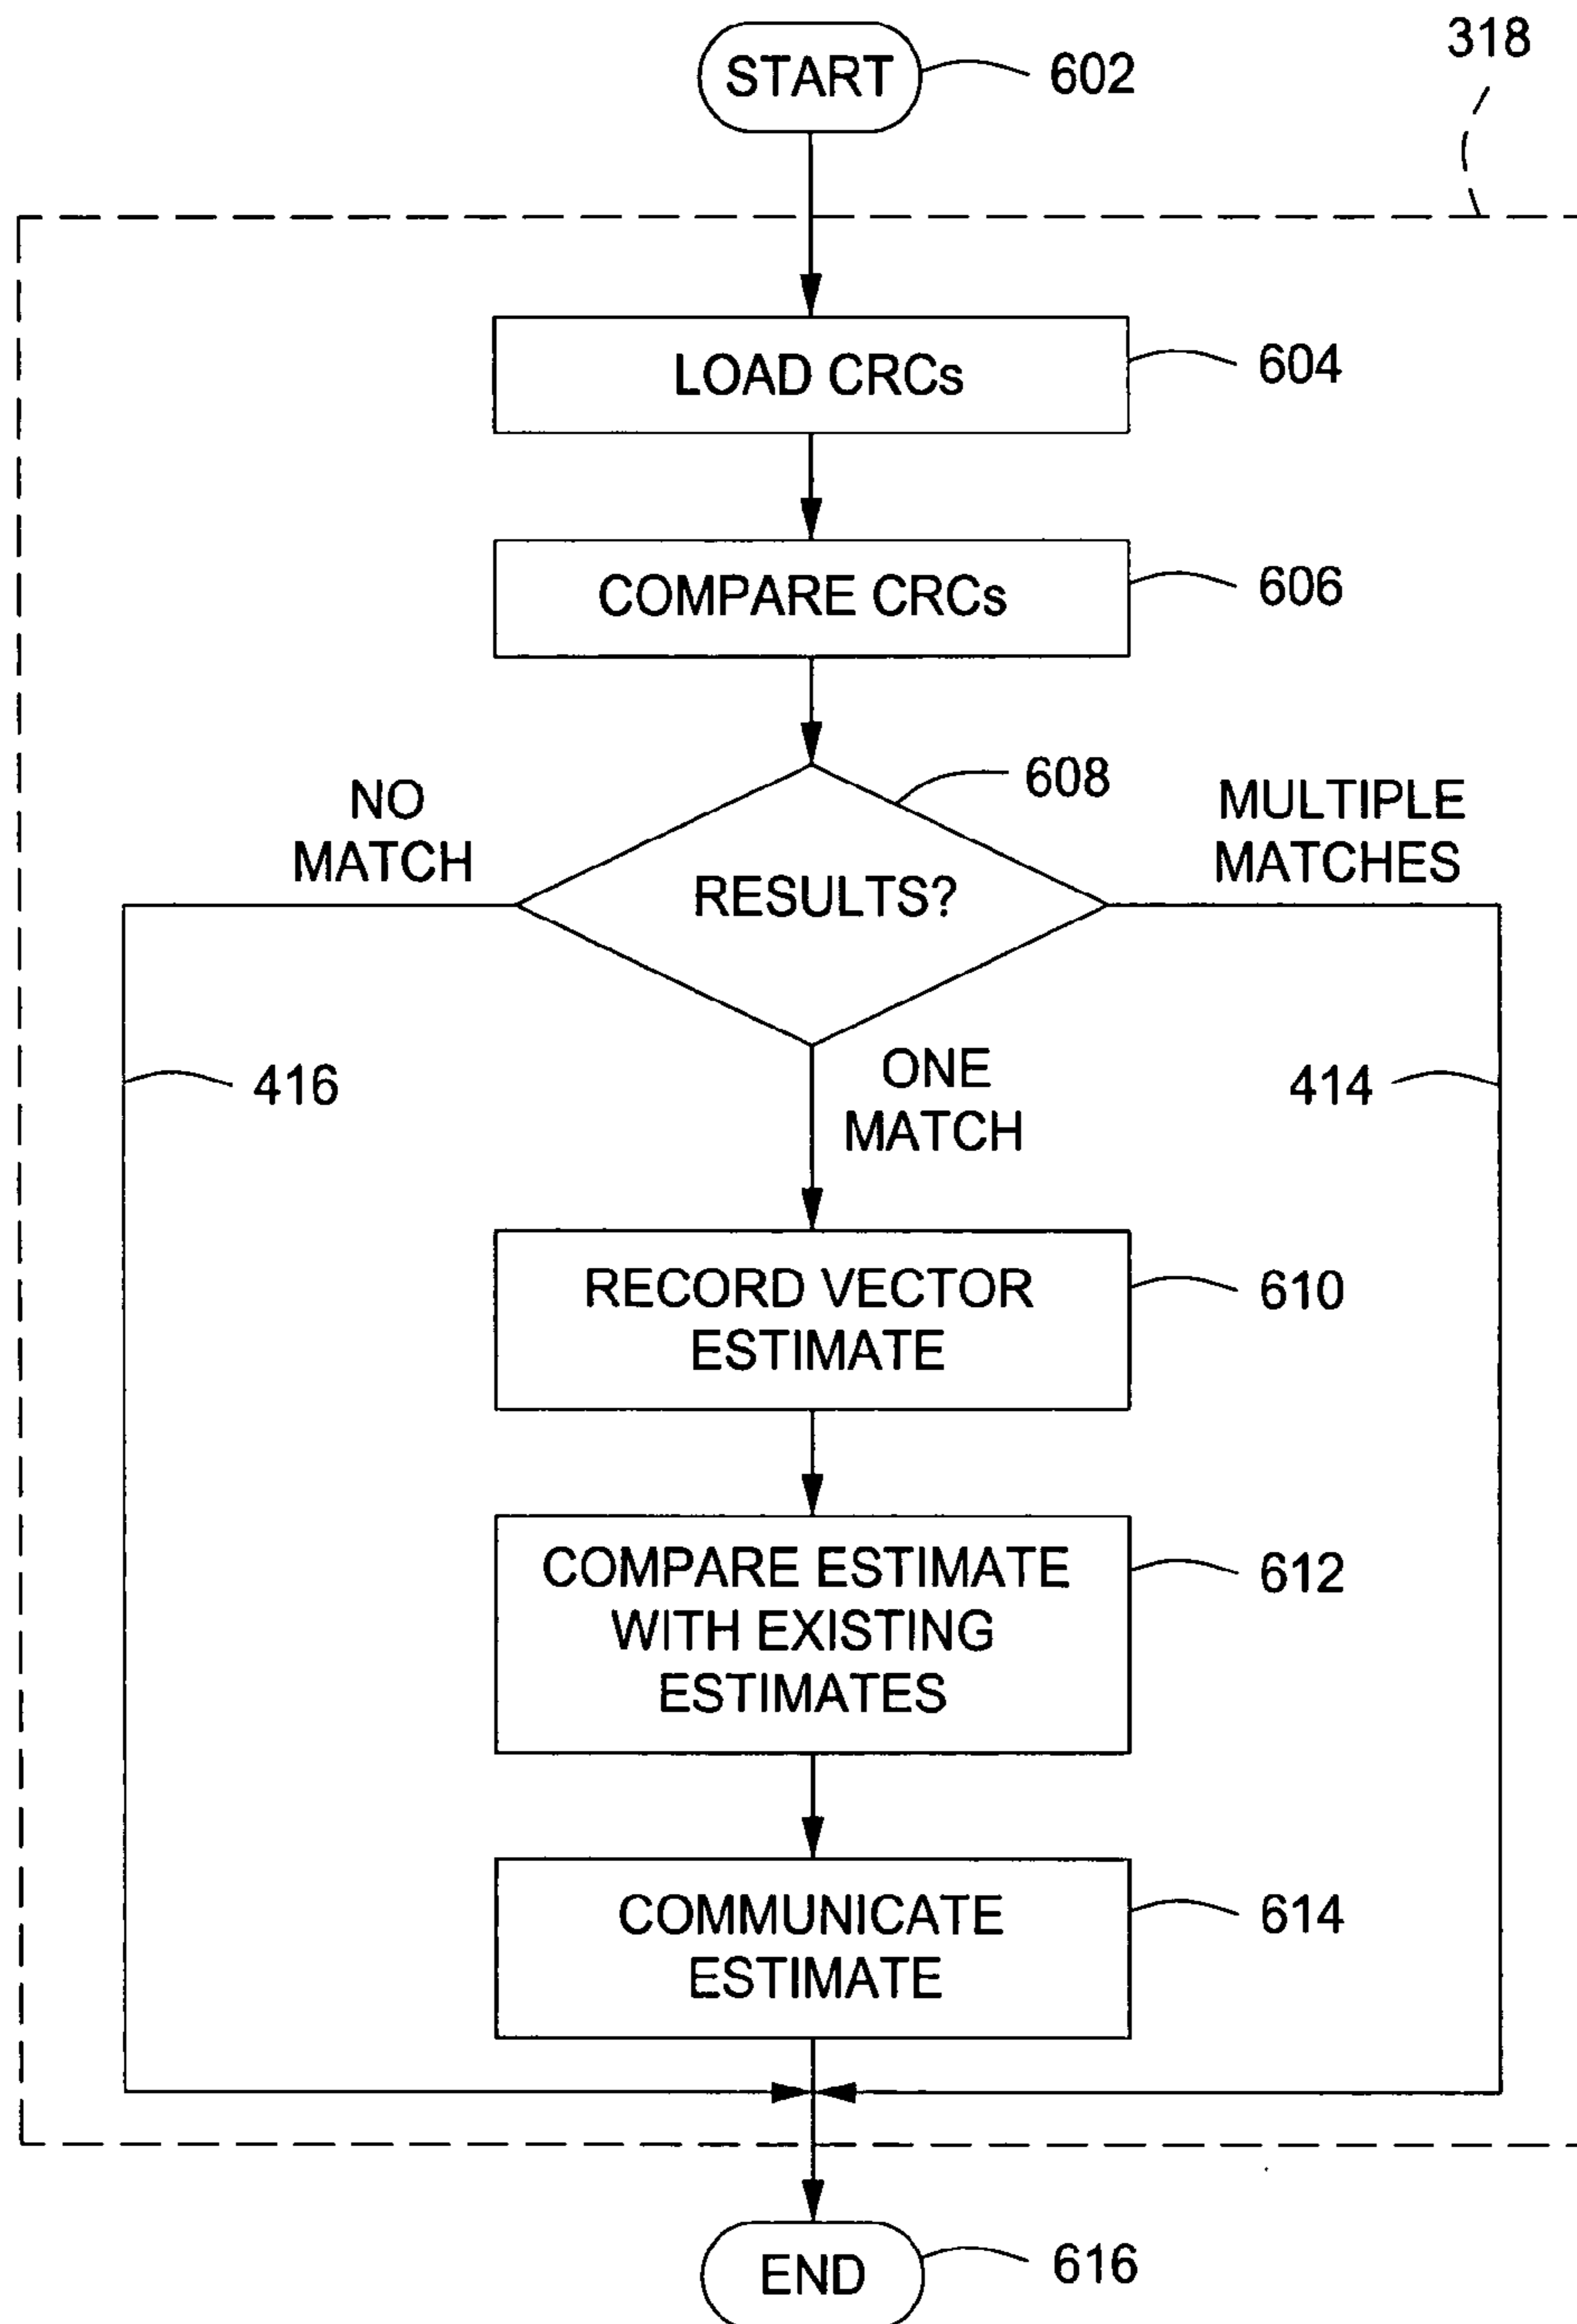 318
START
602
LOAD CRCs
604
COMPARE CRCs
606
608
NO
MATCH
MULTIPLE
MATCHES
RESULTS?
416
ONE
MATCH
414
RECORD VECTOR
ESTIMATE
610
COMPARE ESTIMATE
WITH EXISTING
ESTIMATES
612
COMMUNICATE
ESTIMATE
614
END
616